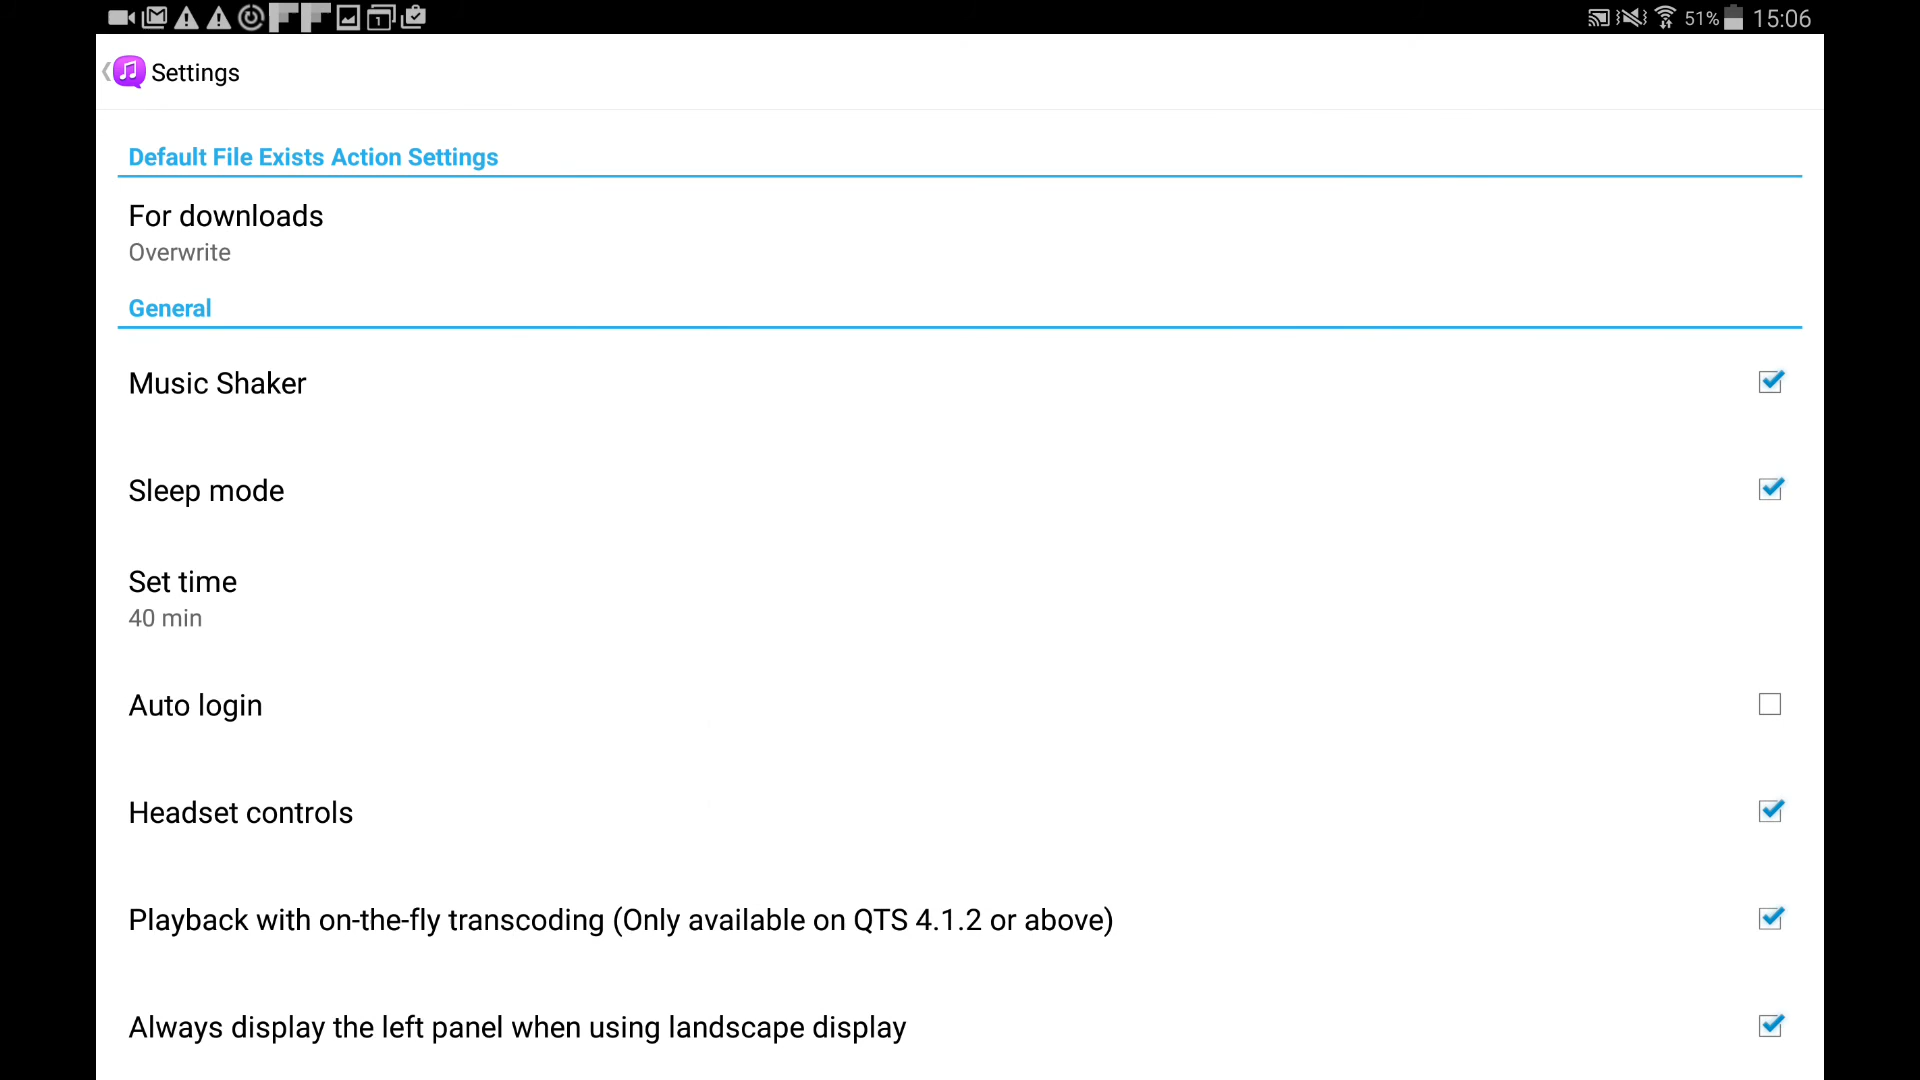 51% 15:06
Settings
Default File Exists Action Settings
For downloads
Overwrite
General
Music Shaker
Sleep mode
Set time
40 min
Auto login
Headset controls
Playback with on-the-fly transcoding (Only available on QTS 4.1.2 or above)
Always display the left panel when using landscape display